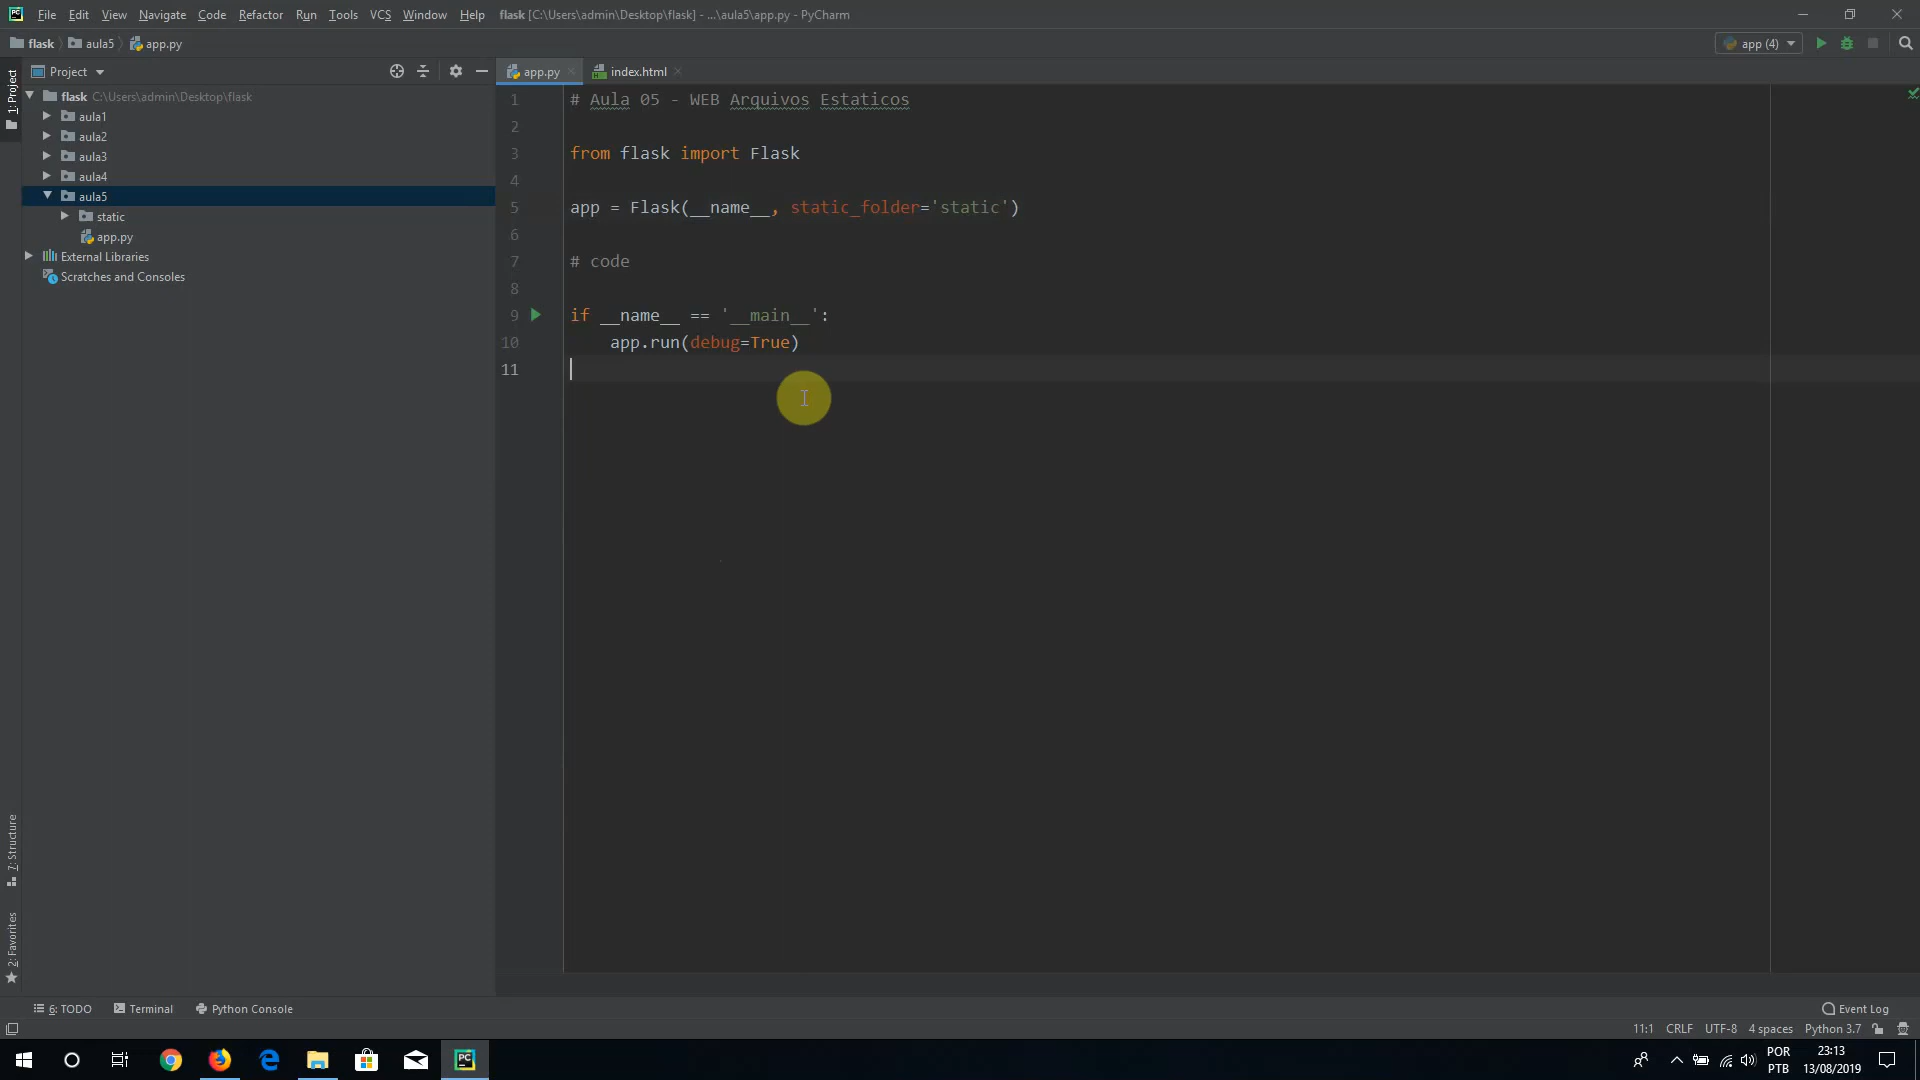 File Edit View Navigate Code Refactor Run Tools VCS Window Help flask [C:\Users\admin\Desktop\flask] - ...\aula5\app.py - PyCharm
flask aula5 app.py app (4)
Project app.py index.html
1: Project
flask C:\Users\admin\Desktop\flask
aula1
aula2
aula3
aula4
aula5
static
app.py
External Libraries
Scratches and Consoles
1 # Aula 05 - WEB Arquivos Estaticos
2
3 from flask import Flask
4
5 app = Flask(__name__, static_folder='static')
6
7 # code
8
9 if __name__ == '__main__':
10 app.run(debug=True)
11
7: Structure
2: Favorites
6: TODO Terminal Python Console Event Log
11:1 CRLF UTF-8 4 spaces Python 3.7
PC
POR 23:13
PTB 13/08/2019